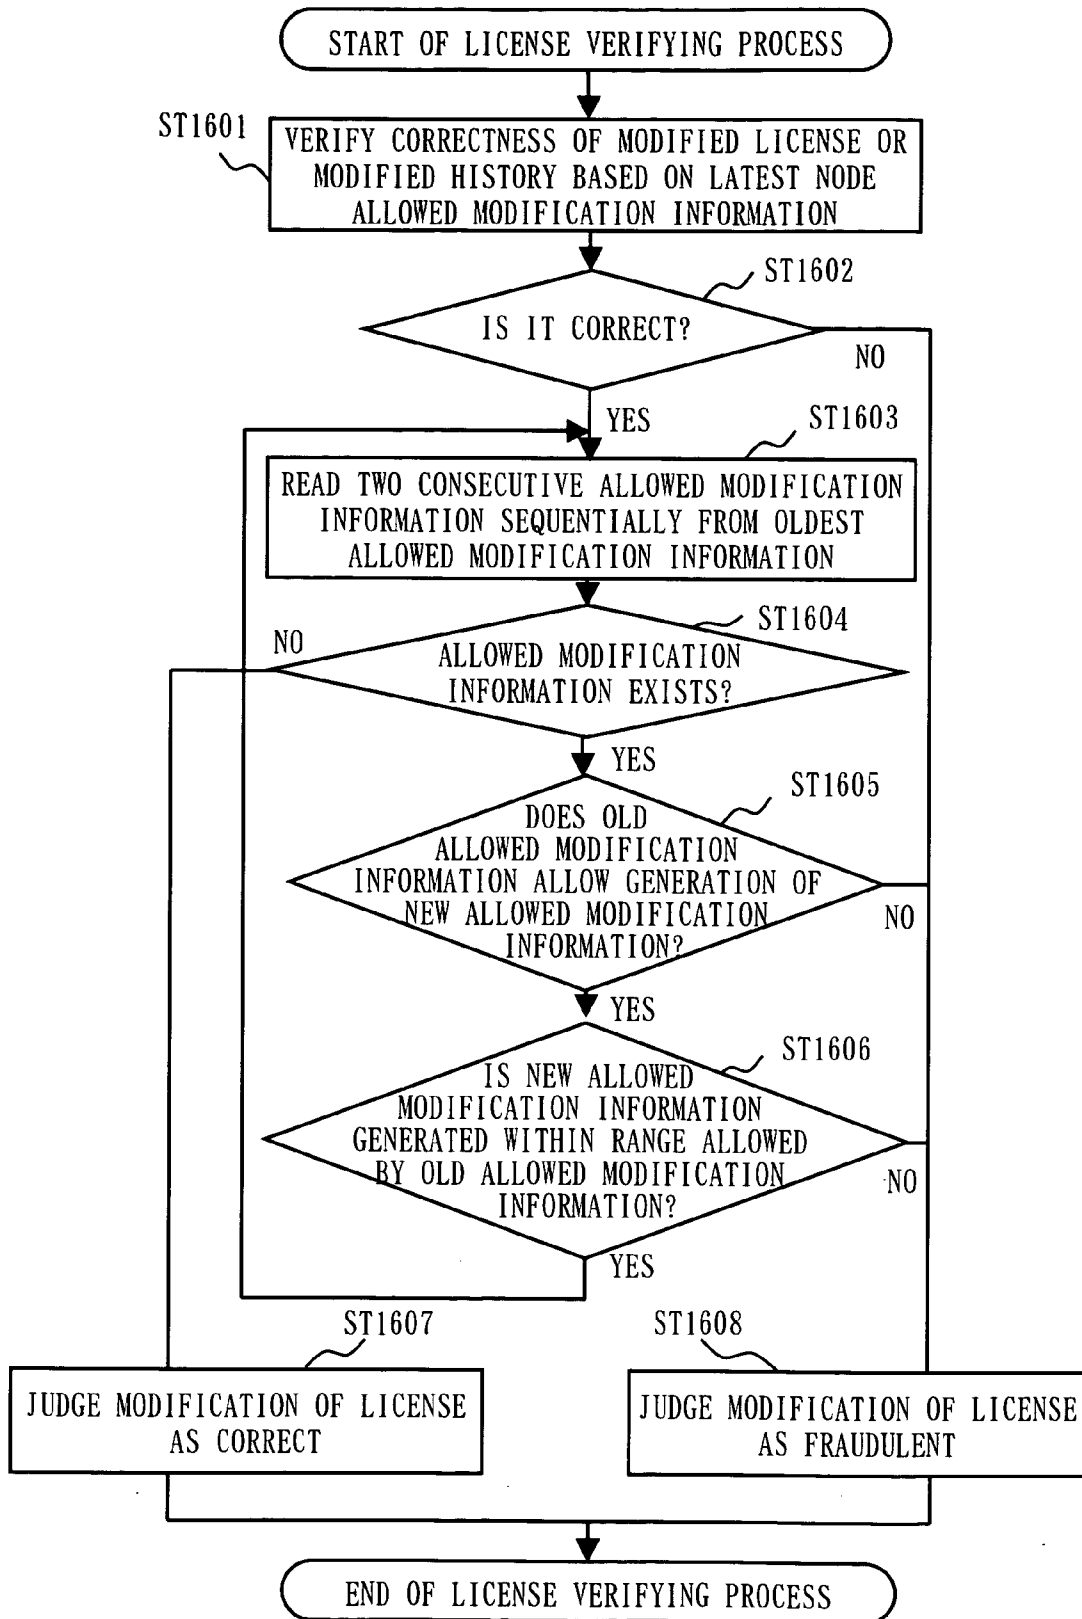 START OF LICENSE VERIFYING PROCESS
ST1601
VERIFY CORRECTNESS OF MODIFIED LICENSE OR
MODIFIED HISTORY BASED ON LATEST NODE
ALLOWED MODIFICATION INFORMATION
ST1602
IS IT CORRECT?
NO
YES
ST1603
READ TWO CONSECUTIVE ALLOWED MODIFICATION
INFORMATION SEQUENTIALLY FROM OLDEST
ALLOWED MODIFICATION INFORMATION
ST1604
NO
ALLOWED MODIFICATION
INFORMATION EXISTS?
YES
ST1605
DOES OLD
ALLOWED MODIFICATION
INFORMATION ALLOW GENERATION OF
NEW ALLOWED MODIFICATION
INFORMATION?
NO
YES
ST1606
IS NEW ALLOWED
MODIFICATION INFORMATION
GENERATED WITHIN RANGE ALLOWED
BY OLD ALLOWED MODIFICATION
INFORMATION?
NO
YES
ST1607
ST1608
JUDGE MODIFICATION OF LICENSE
AS CORRECT
JUDGE MODIFICATION OF LICENSE
AS FRAUDULENT
END OF LICENSE VERIFYING PROCESS